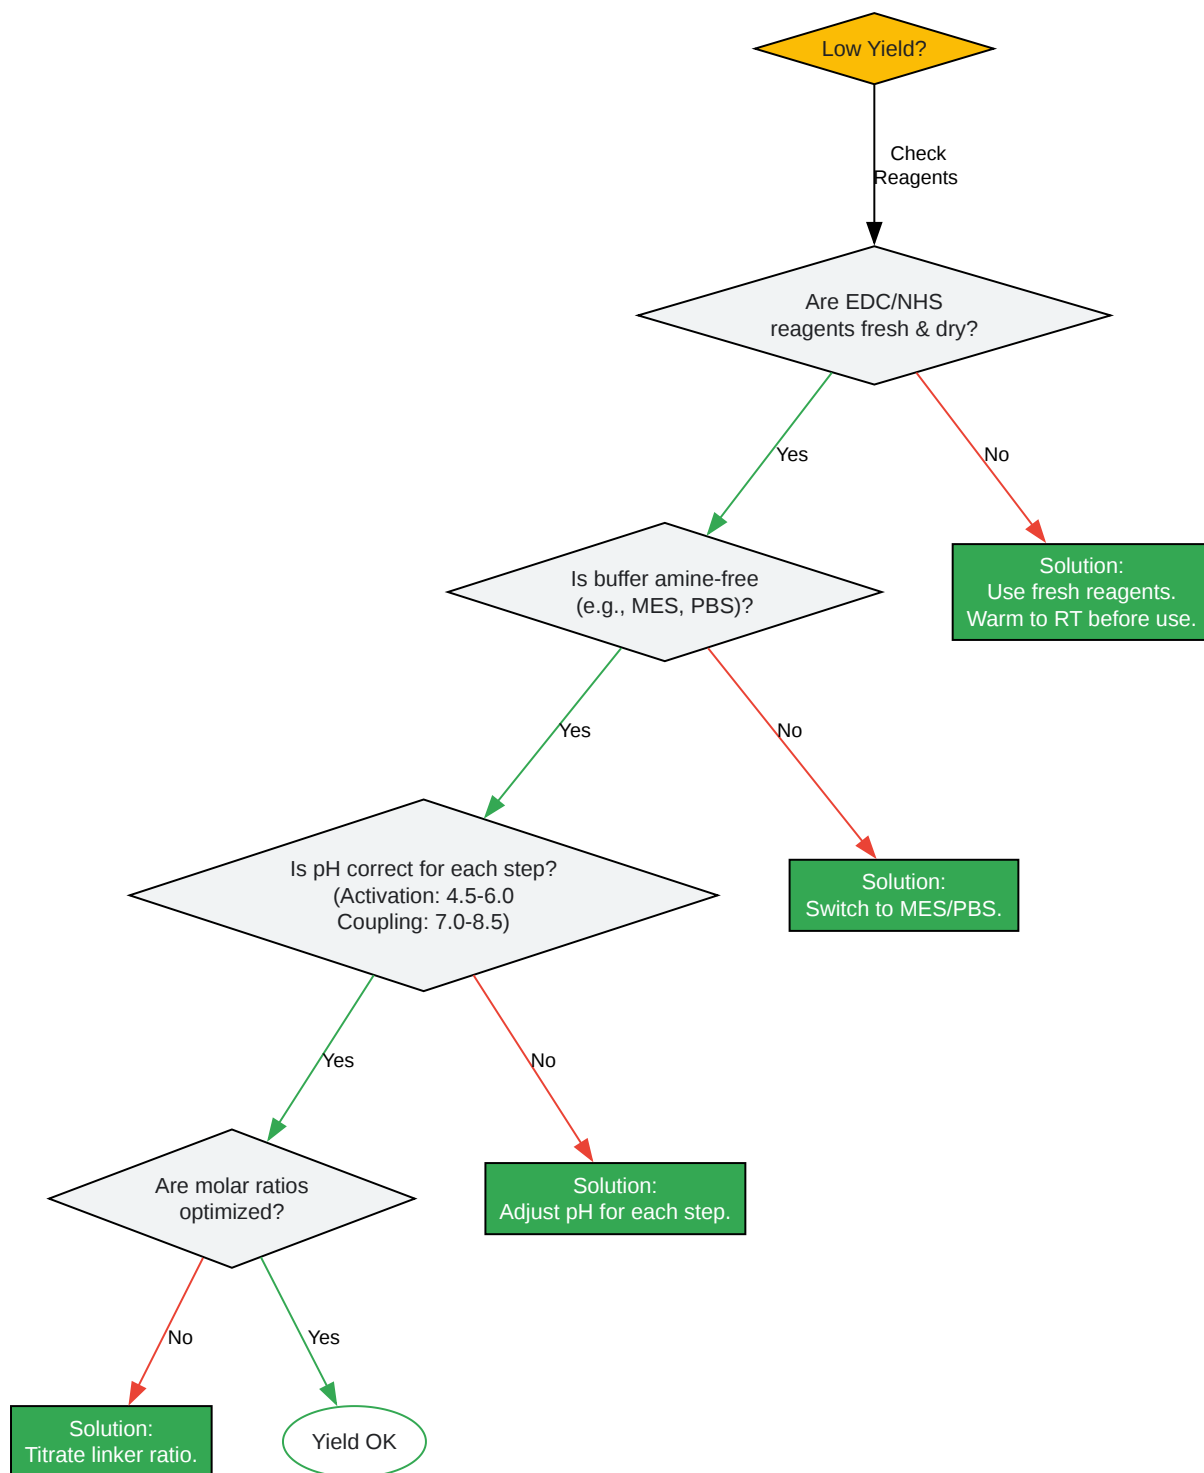 Low Yield?
Check
Reagents
Are EDC/NHS
reagents fresh & dry?
Yes
No
Is buffer amine-free
(e.g., MES, PBS)?
Solution:
Use fresh reagents.
Warm to RT before use.
Yes
No
Is pH correct for each step?
(Activation: 4.5-6.0
Coupling: 7.0-8.5)
Solution:
Switch to MES/PBS.
Yes
No
Are molar ratios
optimized?
Solution:
Adjust pH for each step.
No
Yes
Solution:
Titrate linker ratio.
Yield OK